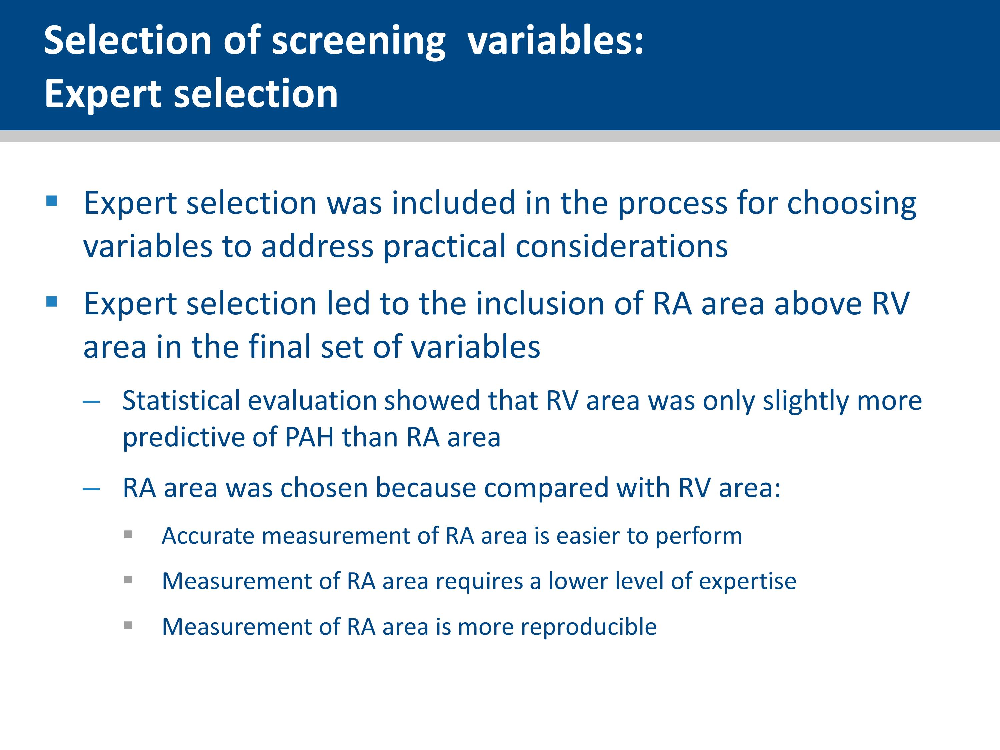 Selection of screening  variables:
Expert selection
▪ Expert selection was included in the process for choosing
variables to address practical considerations
▪ Expert selection led to the inclusion of RA area above RV
area in the final set of variables
– Statistical evaluation showed that RV area was only slightly more
predictive of PAH than RA area
– RA area was chosen because compared with RV area:
▪ Accurate measurement of RA area is easier to perform
▪ Measurement of RA area requires a lower level of expertise
▪ Measurement of RA area is more reproducible